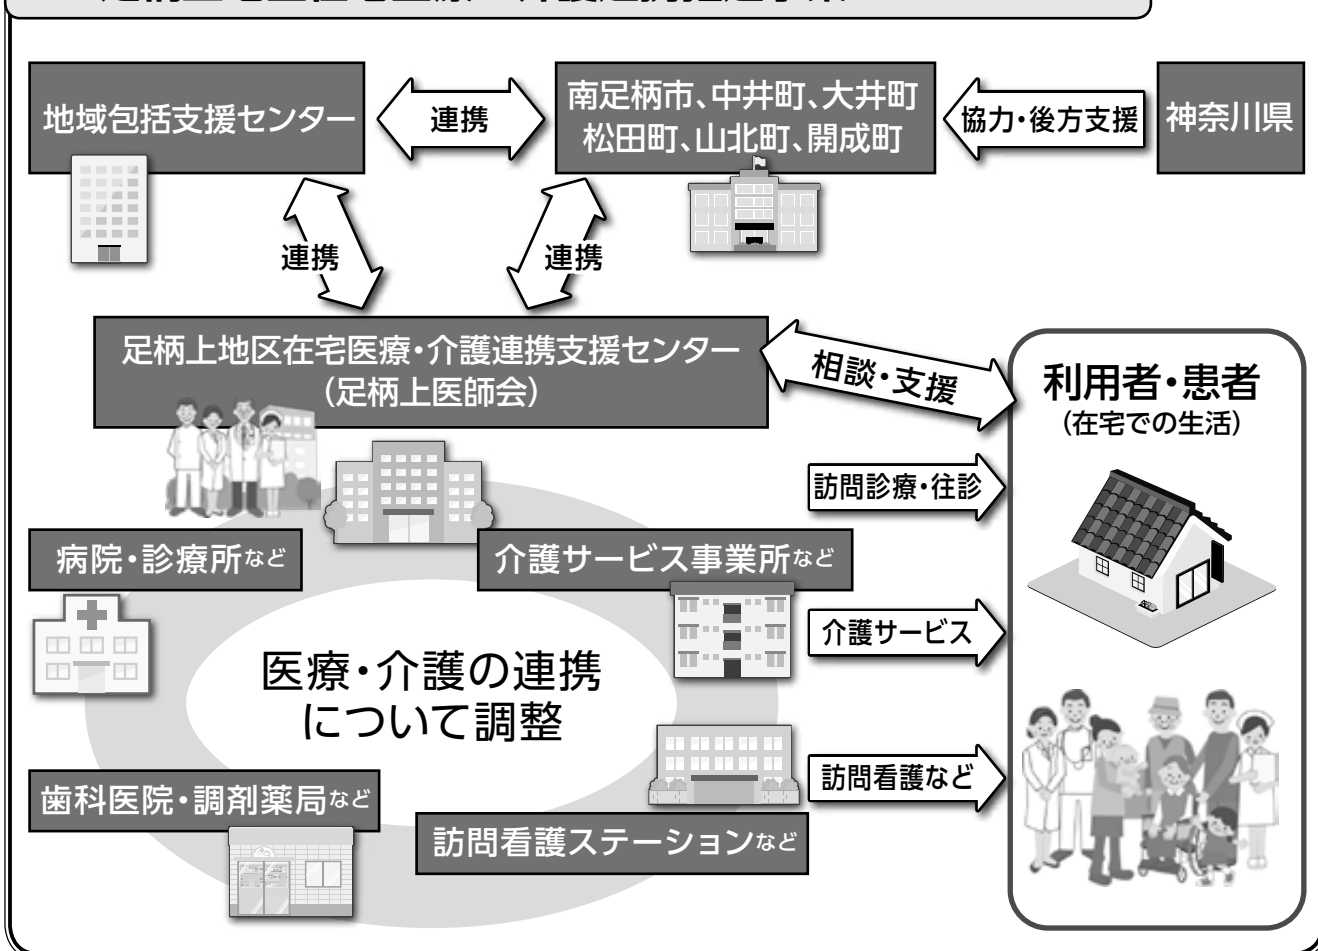 地域包括支援センター
連携
南足柄市、中井町、大井町
松田町、山北町、開成町
協力・後方支援
神奈川県
連携
連携
足柄上地区在宅医療・介護連携支援センター
(足柄上医師会)
相談・支援
利用者・患者
(在宅での生活)
訪問診療・往診
病院・診療所など
介護サービス事業所など
介護サービス
医療・介護の連携
について調整
訪問看護など
歯科医院・調剤薬局など
訪問看護ステーションなど